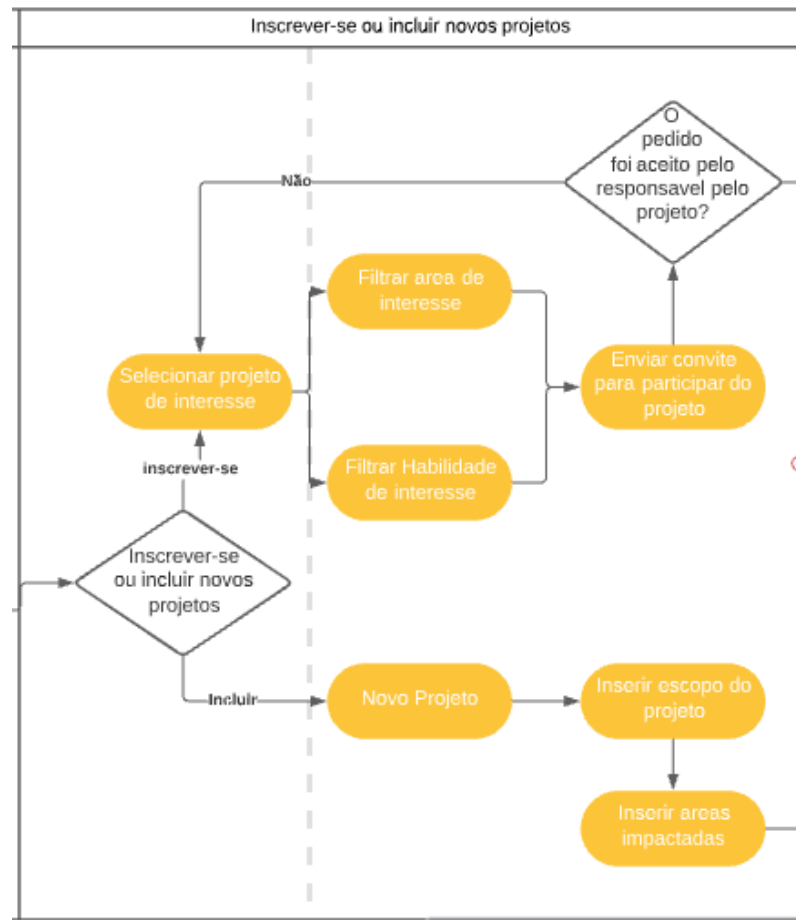 Inscrever-se ou incluir novos projetos
O
pedido
foi aceito pelo
responsavel pelo
projeto?
Não
Filtrar area de
interesse
Selecionar projeto
de interesse
Enviar convite
para participar do
projeto
Filtrar Habilidade
de interesse
inscrever-se
Inscrever-se
ou incluir novos
projetos
Incluir
Novo Projeto
Inserir escopo do
projeto
Inserir areas
impactadas